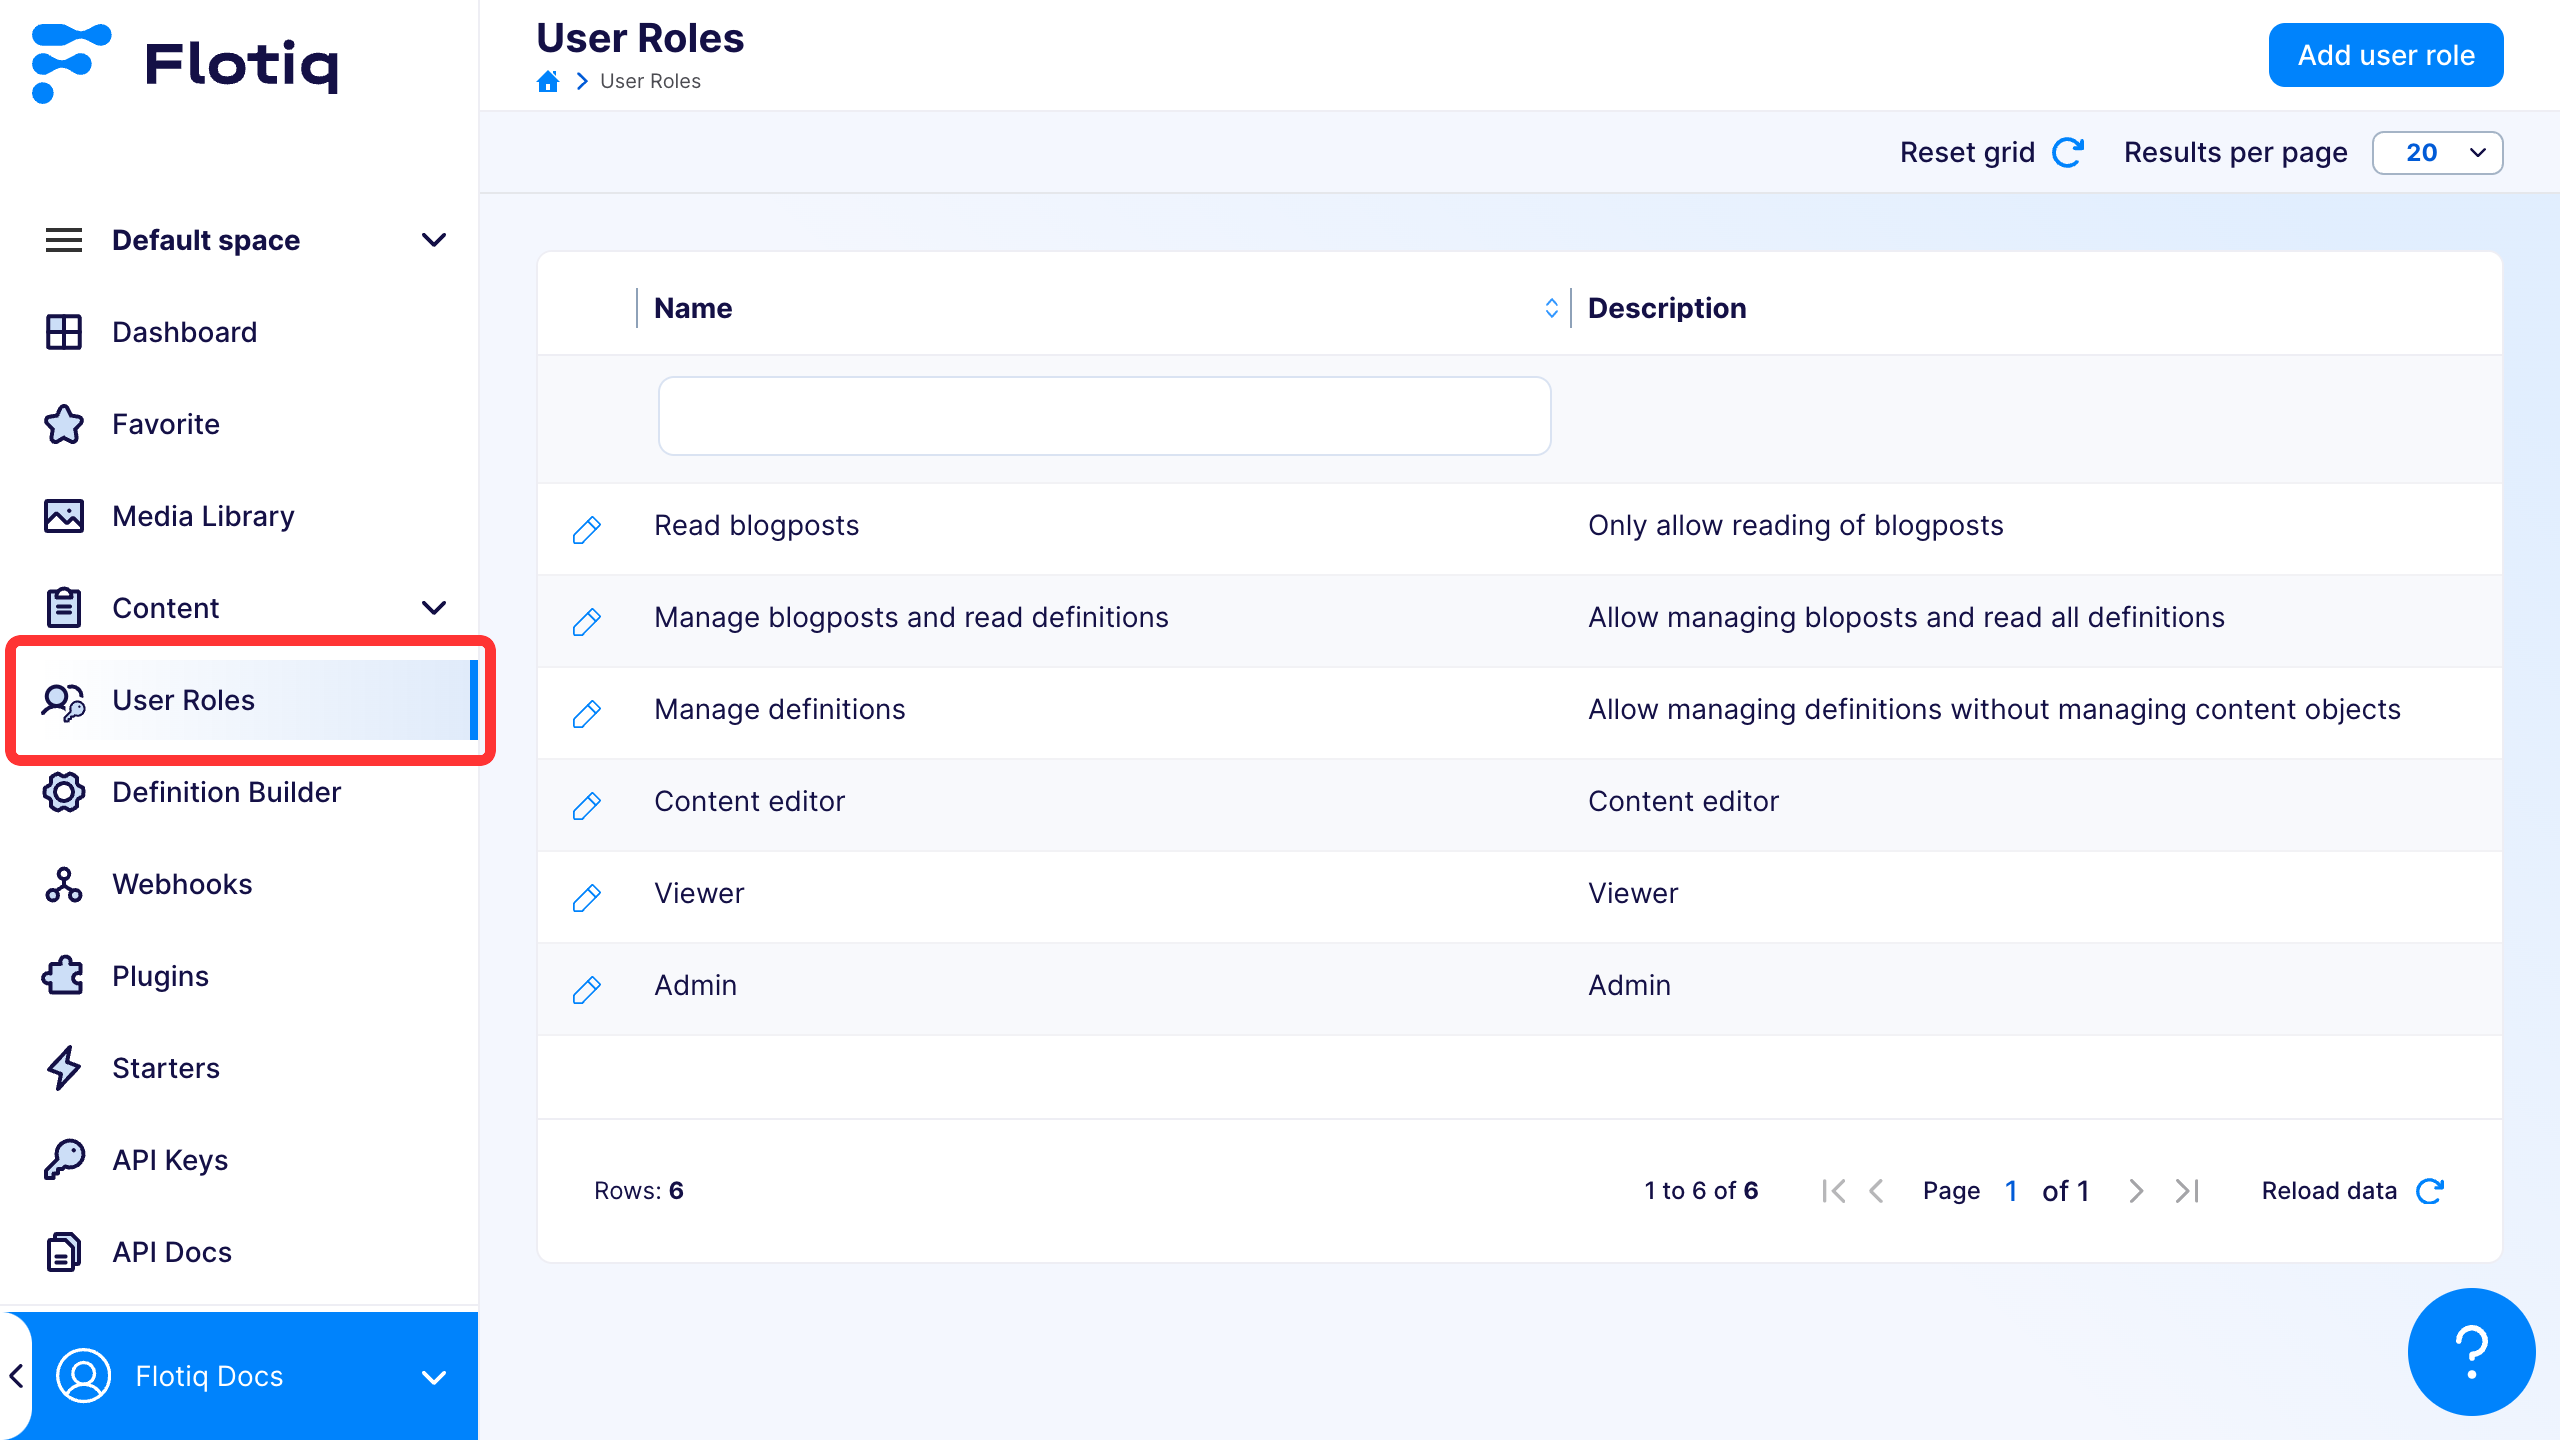 Flotiq
Default space
Dashboard
Favorite
Media Library
Content
User Roles
Definition Builder
Webhooks
Plugins
Starters
API Keys
API Docs
Flotiq Docs
User Roles
User Roles
Add user role
Reset grid
Results per page 20
Name Description
Read blogposts Only allow reading of blogposts
Manage blogposts and read definitions Allow managing bloposts and read all definitions
Manage definitions Allow managing definitions without managing content objects
Content editor Content editor
Viewer Viewer
Admin Admin
Rows: 6 1 to 6 of 6 Page 1 of 1 Reload data
?